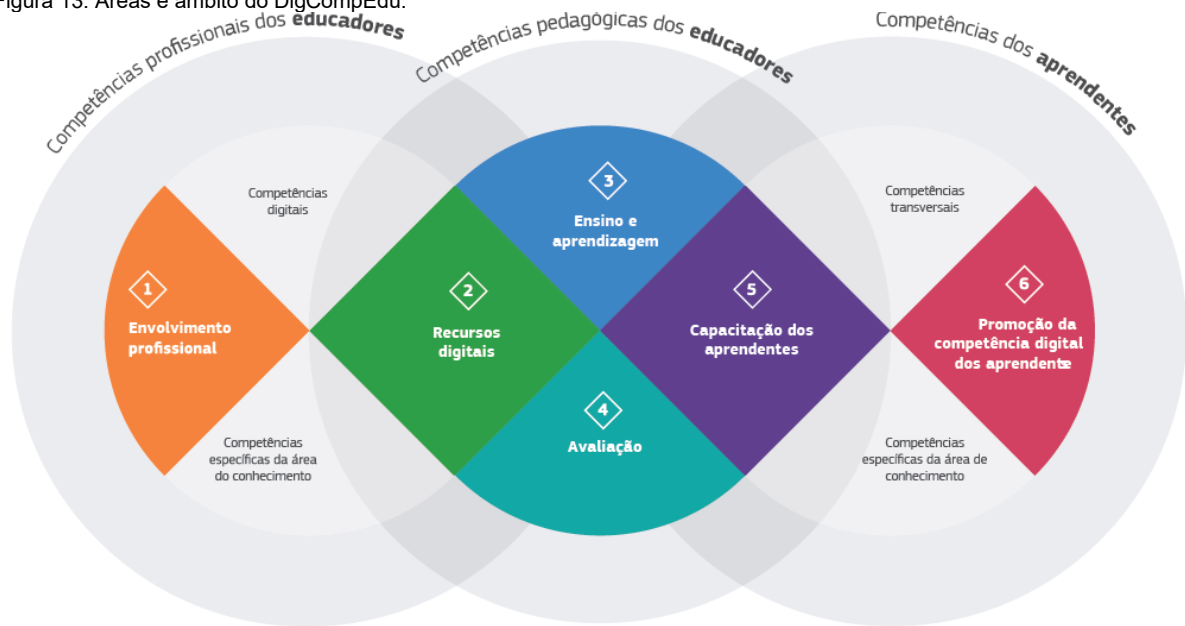 Figura 13. Áreas e âmbito do DigCompEdu.
Competências profissionais dos educadores
Competências pedagógicas dos educadores
Competências dos aprendentes
Competências
digitais
1
Envolvimento
profissional
Competências
específicas da área
do conhecimento
2
Recursos
digitais
3
Ensino e
aprendizagem
4
Avaliação
5
Capacitação dos
aprendentes
Competências
transversais
6
Promoção da
competência digital
dos aprendentes
Competências
específicas da área de
conhecimento